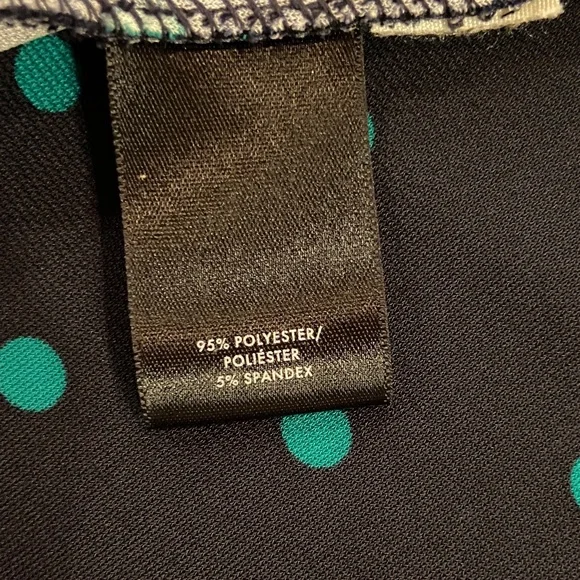 95% POLYESTER/
POLIÉSTER
5% SPANDEX